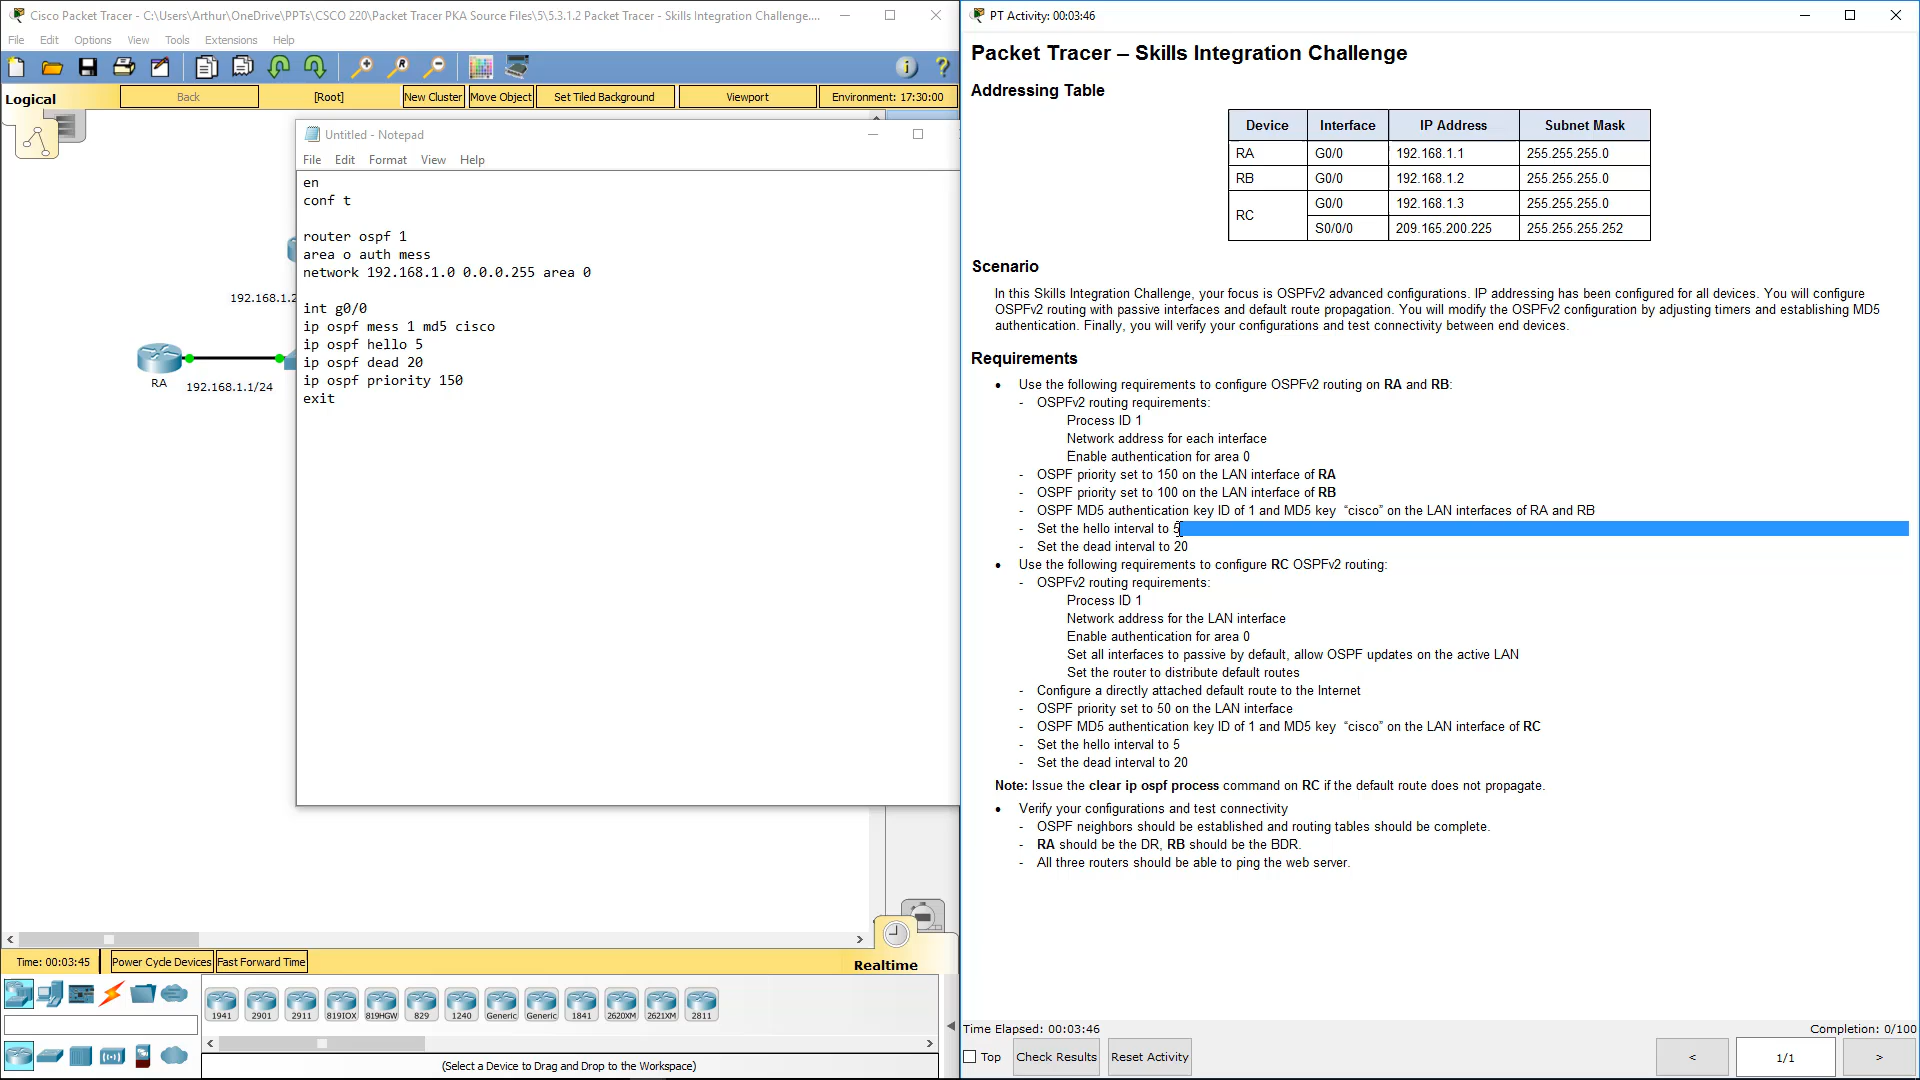 Cisco Packet Tracer - C:\Users\Arthur\OneDrive\PPTs\CSCO 220\Packet Tracer PKA Source Files\5\5.3.1.2 Packet Tracer - Skills Integration Challenge....
File Edit Options View Tools Extensions Help
Logical
Back
[Root]
New Cluster
Move Object
Set Tiled Background
Viewport
Environment: 17:30:00
192.168.1.2
RA
192.168.1.1/24
Untitled - Notepad
File Edit Format View Help
en
conf t
router ospf 1
area o auth mess
network 192.168.1.0 0.0.0.255 area 0
int g0/0
ip ospf mess 1 md5 cisco
ip ospf hello 5
ip ospf dead 20
ip ospf priority 150
exit
Time: 00:03:45
Power Cycle Devices
Fast Forward Time
Realtime
1941
2901
2911
819IOX
819HGW
829
1240
Generic
Generic
1841
2620XM
2621XM
2811
(Select a Device to Drag and Drop to the Workspace)
PT Activity: 00:03:46
Packet Tracer – Skills Integration Challenge
Addressing Table
Device Interface IP Address Subnet Mask
RA G0/0 192.168.1.1 255.255.255.0
RB G0/0 192.168.1.2 255.255.255.0
RC G0/0 192.168.1.3 255.255.255.0
S0/0/0 209.165.200.225 255.255.255.252
Scenario
In this Skills Integration Challenge, your focus is OSPFv2 advanced configurations. IP addressing has been configured for all devices. You will configure
OSPFv2 routing with passive interfaces and default route propagation. You will modify the OSPFv2 configuration by adjusting timers and establishing MD5
authentication. Finally, you will verify your configurations and test connectivity between end devices.
Requirements
• Use the following requirements to configure OSPFv2 routing on RA and RB:
- OSPFv2 routing requirements:
Process ID 1
Network address for each interface
Enable authentication for area 0
- OSPF priority set to 150 on the LAN interface of RA
- OSPF priority set to 100 on the LAN interface of RB
- OSPF MD5 authentication key ID of 1 and MD5 key “cisco” on the LAN interfaces of RA and RB
- Set the hello interval to 5
- Set the dead interval to 20
• Use the following requirements to configure RC OSPFv2 routing:
- OSPFv2 routing requirements:
Process ID 1
Network address for the LAN interface
Enable authentication for area 0
Set all interfaces to passive by default, allow OSPF updates on the active LAN
Set the router to distribute default routes
- Configure a directly attached default route to the Internet
- OSPF priority set to 50 on the LAN interface
- OSPF MD5 authentication key ID of 1 and MD5 key “cisco” on the LAN interface of RC
- Set the hello interval to 5
- Set the dead interval to 20
Note: Issue the clear ip ospf process command on RC if the default route does not propagate.
• Verify your configurations and test connectivity
- OSPF neighbors should be established and routing tables should be complete.
- RA should be the DR, RB should be the BDR.
- All three routers should be able to ping the web server.
Time Elapsed: 00:03:46
Completion: 0/100
Top
Check Results
Reset Activity
<
1/1
>